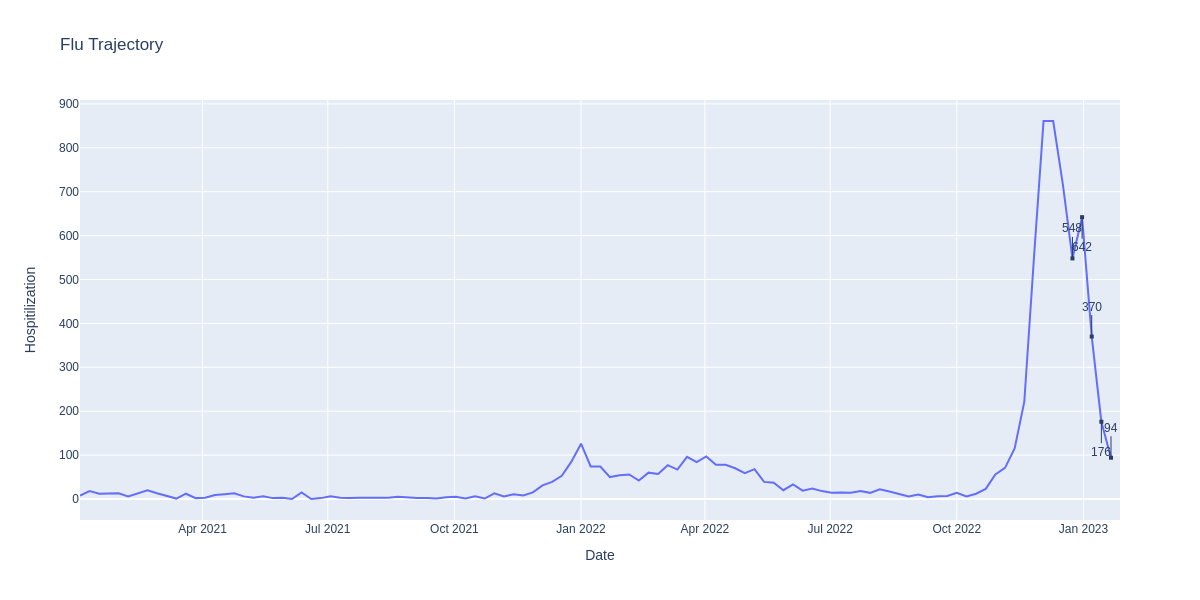 Flu Trajectory
900
800
700
600
500
400
300
200
100
0
Hospitilization
548
642
370
94
176
Apr 2021
Jul 2021
Oct 2021
Jan 2022
Apr 2022
Jul 2022
Oct 2022
Jan 2023
Date